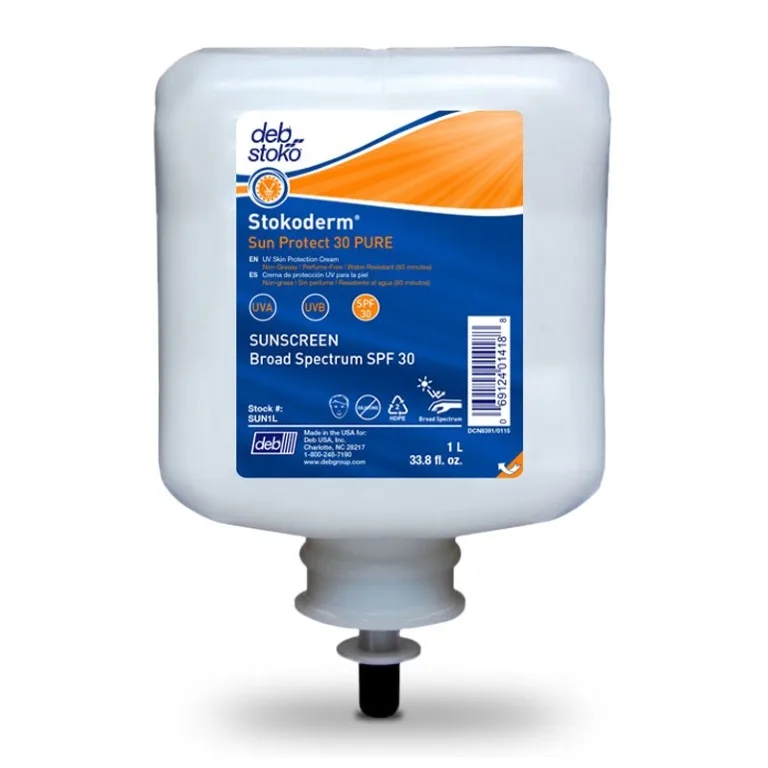 deb
stoko
Stokoderm®
Sun Protect 30 PURE
EN UV Skin Protection Cream
Non-Greasy | Perfume-Free | Water Resistant (80 minutes)
ES Crema de protección UV para la piel
Non-grasa | Sin perfume | Resistente al agua (80 minutos)
UVA
UVB
SPF
30
SUNSCREEN
Broad Spectrum SPF 30
Stock #:
SUN1L
SILICONE
2
HDPE
Broad Spectrum
0 69124 01418 8
DCN8391/0115
deb
Made in the USA for:
Deb USA, Inc.
Charlotte, NC 28217
1-800-248-7190
www.debgroup.com
1 L
33.8 fl. oz.